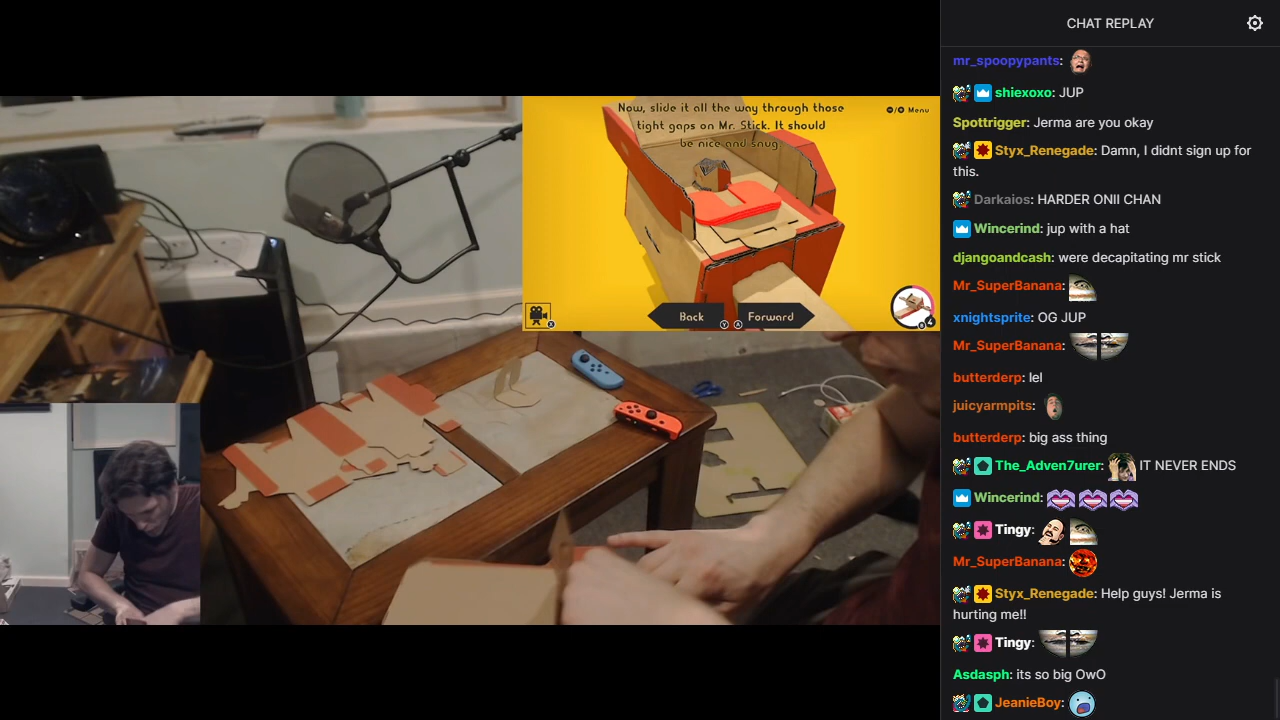 Now, slide it all the way through those
tight gaps on Mr. Stick. It should
be nice and snug
-/+ Menu
Back
Forward
X
Y
A
CHAT REPLAY
mr_spoopypants:
shiexoxo: JUP
Spottrigger: Jerma are you okay
Styx_Renegade: Damn, I didnt sign up for
this.
Darkaios: HARDER ONII CHAN
Wincerind: jup with a hat
djangoandcash: were decapitating mr stick
Mr_SuperBanana:
xnightsprite: OG JUP
Mr_SuperBanana:
butterderp: lel
juicyarmpits:
butterderp: big ass thing
The_Adven7urer: IT NEVER ENDS
Wincerind:
Tingy:
Mr_SuperBanana:
Styx_Renegade: Help guys! Jerma is
hurting me!!
Tingy:
Asdasph: its so big OwO
JeanieBoy: